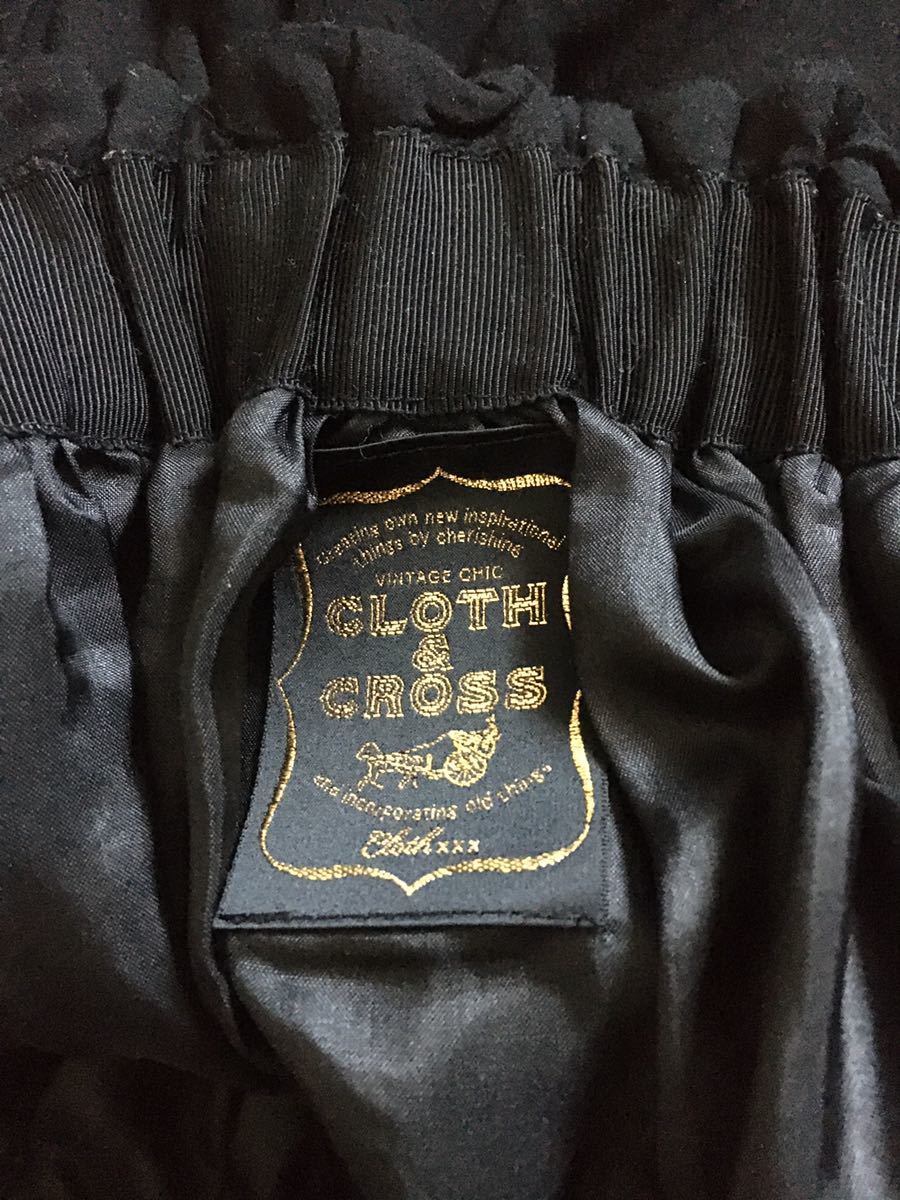 Creating own new inspirational
things by cherishing
VINTAGE CHIC
CLOTH
&
CROSS
and incorporating old things
Cloth xxx